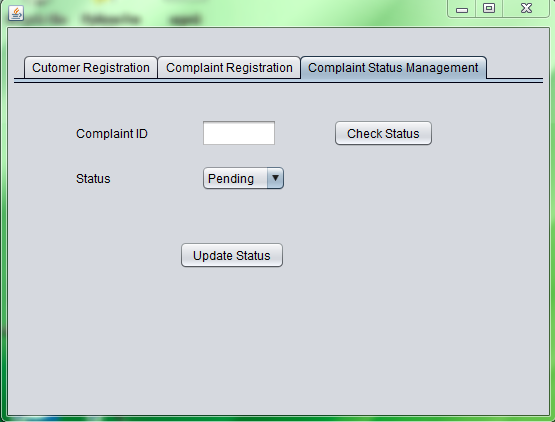 Cutomer Registration Complaint Registration Complaint Status Management
Complaint ID Check Status
Status Pending
Update Status